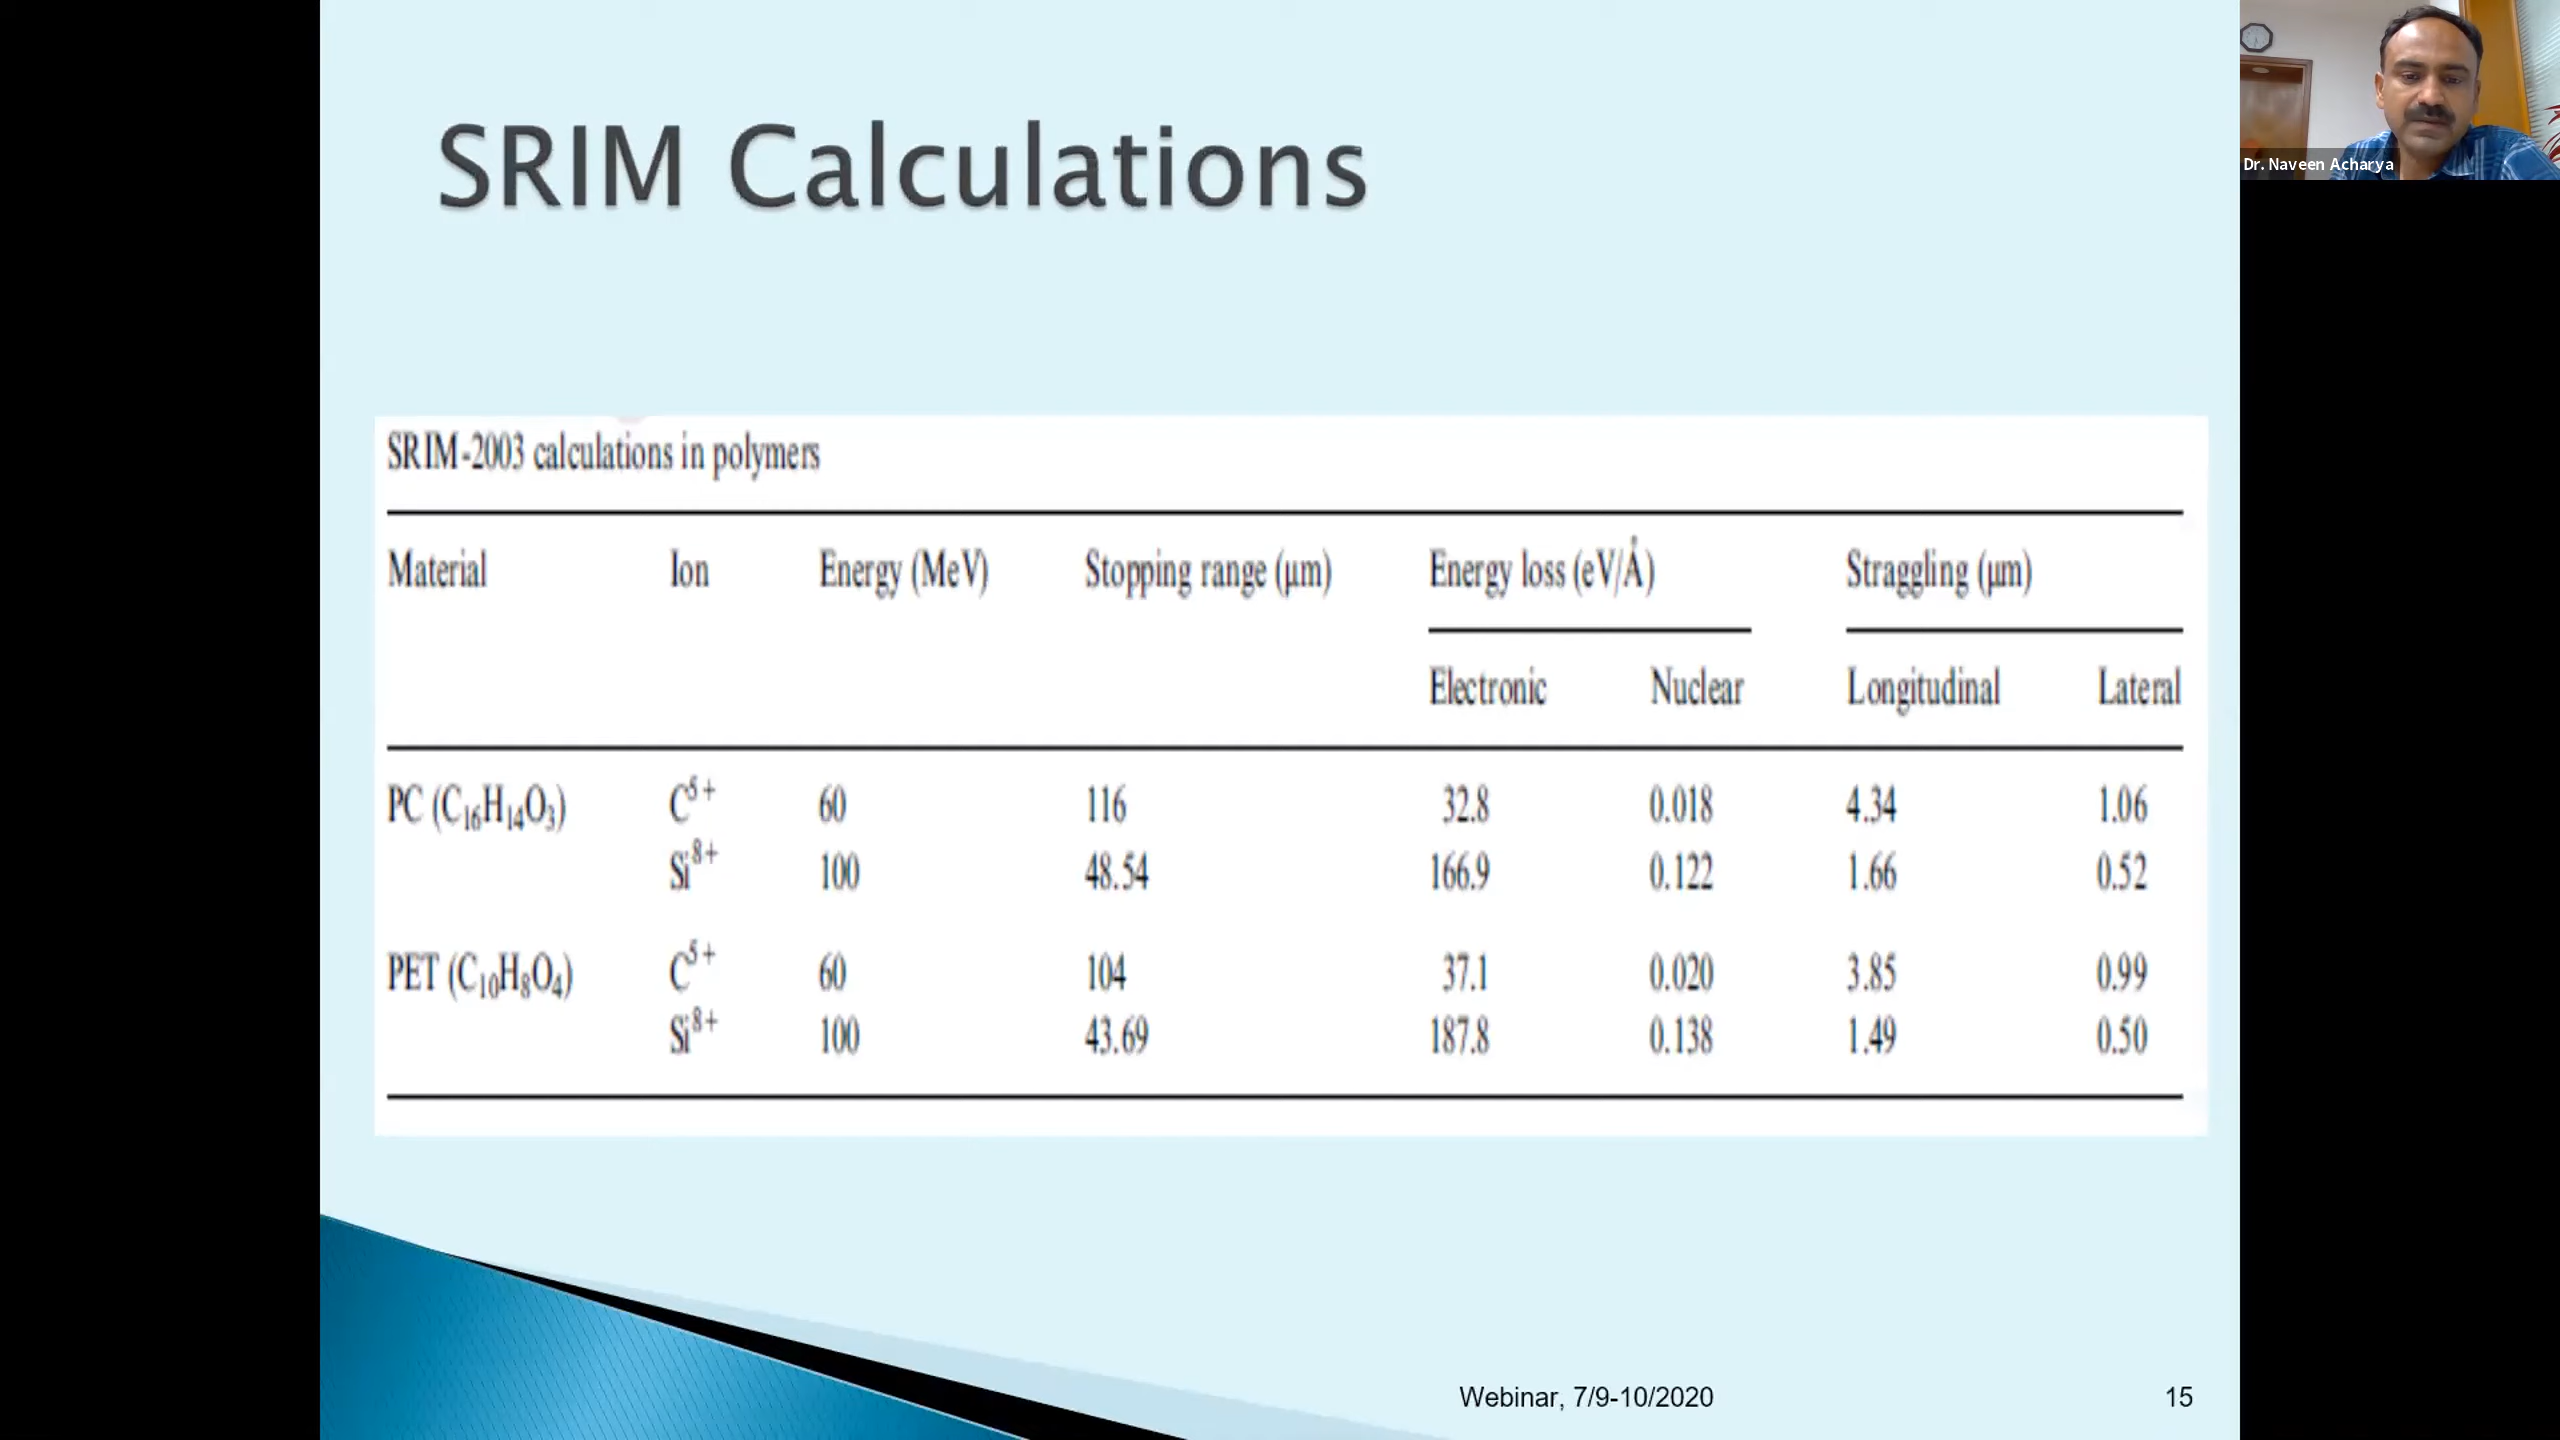 SRIM Calculations
Dr. Naveen Acharya
SRIM-2003 calculations in polymers
Material Ion Energy (MeV) Stopping range (μm) Energy loss (eV/Å) Straggling (μm)
Electronic Nuclear Longitudinal Lateral
PC (C₁₆H₁₄O₃) C⁵⁺ 60 116 32.8 0.018 4.34 1.06
Si⁸⁺ 100 48.54 166.9 0.122 1.66 0.52
PET (C₁₀H₈O₄) C⁵⁺ 60 104 37.1 0.020 3.85 0.99
Si⁸⁺ 100 43.69 187.8 0.138 1.49 0.50
Webinar, 7/9-10/2020 15